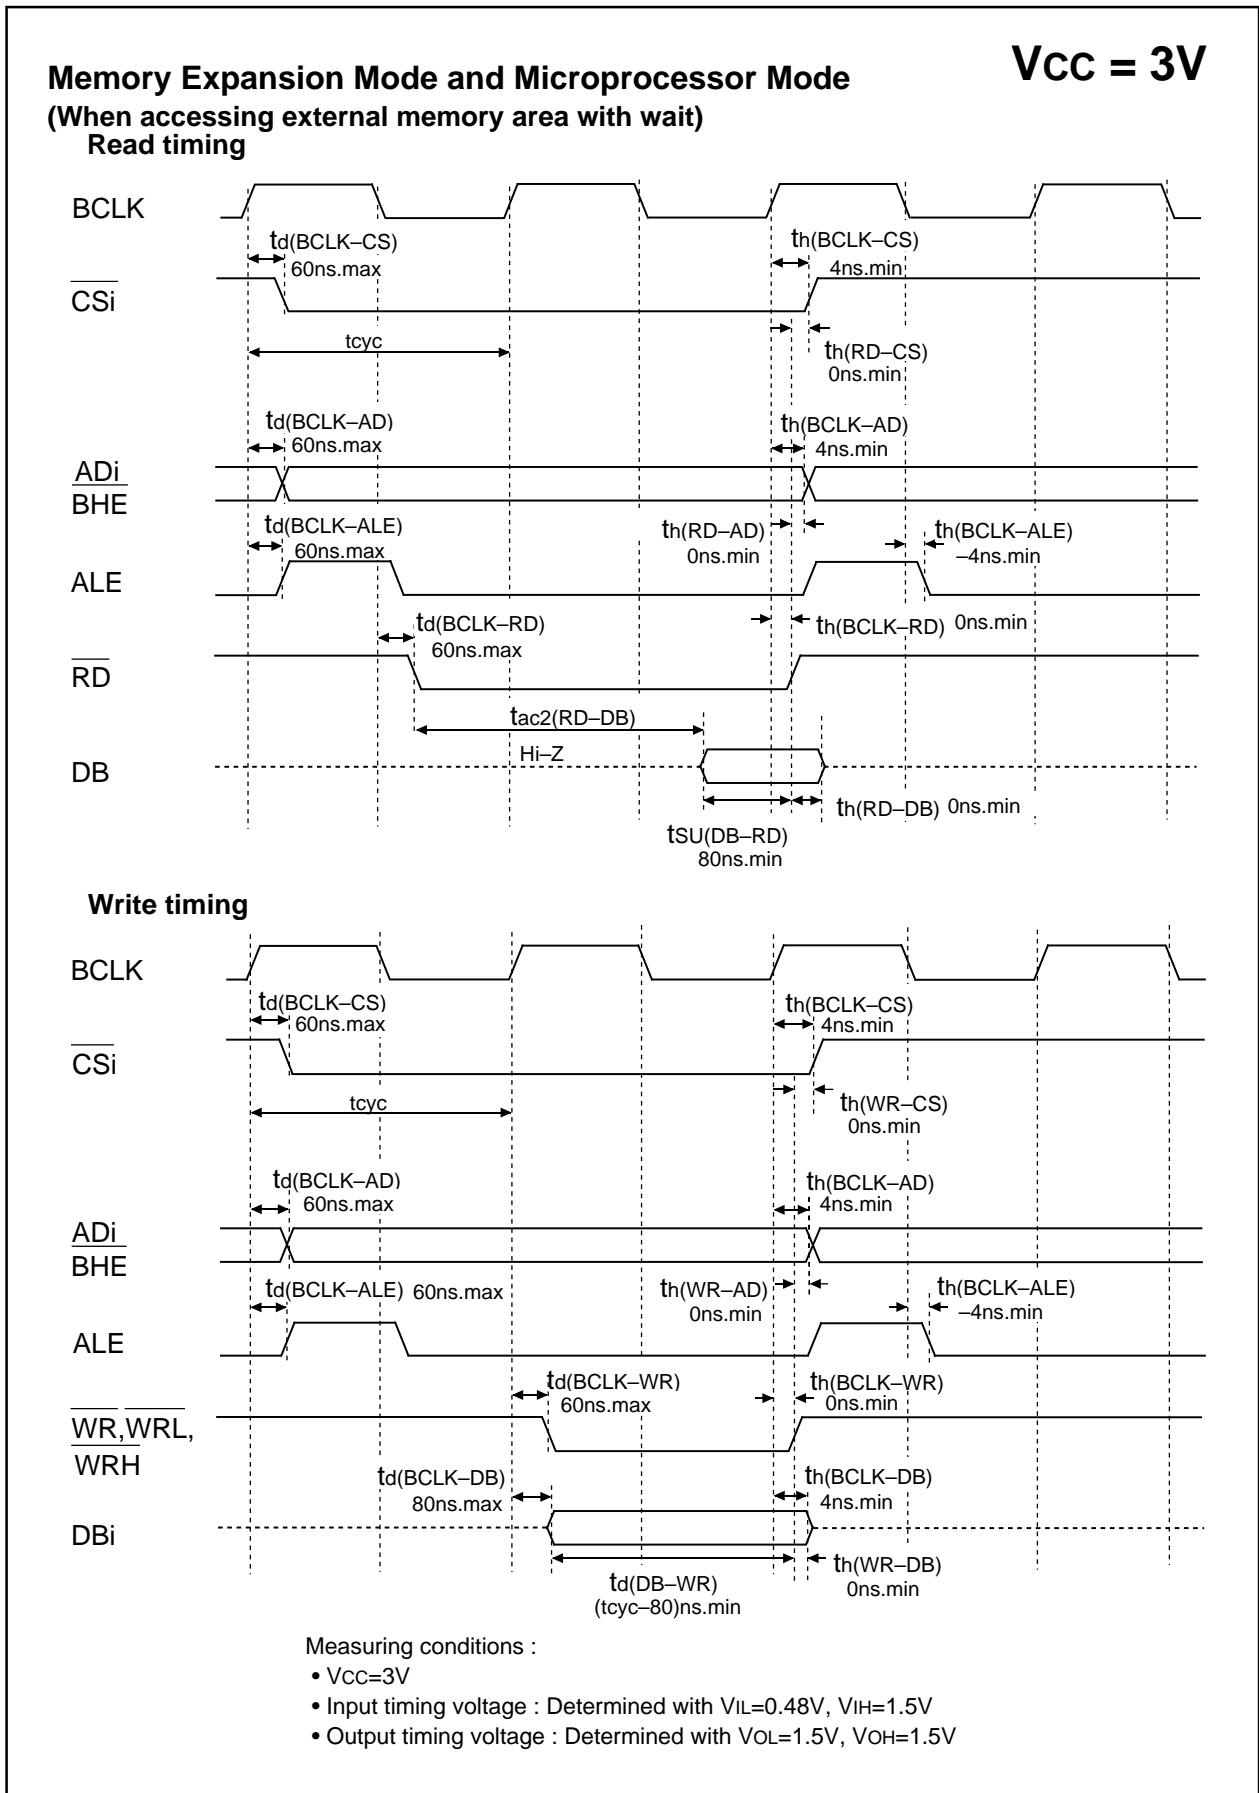 VCC = 3V
Memory Expansion Mode and Microprocessor Mode
(When accessing external memory area with wait)
Read timing
BCLK
td(BCLK–CS)
60ns.max
th(BCLK–CS)
4ns.min
CSi
tcyc
th(RD–CS)
0ns.min
td(BCLK–AD)
60ns.max
th(BCLK–AD)
4ns.min
ADi
BHE
td(BCLK–ALE)
60ns.max
th(RD–AD)
0ns.min
th(BCLK–ALE)
–4ns.min
ALE
td(BCLK–RD)
60ns.max
th(BCLK–RD) 0ns.min
RD
tac2(RD–DB)
Hi–Z
DB
th(RD–DB) 0ns.min
tSU(DB–RD)
80ns.min
Write timing
BCLK
td(BCLK–CS)
60ns.max
th(BCLK–CS)
4ns.min
CSi
tcyc
th(WR–CS)
0ns.min
td(BCLK–AD)
60ns.max
th(BCLK–AD)
4ns.min
ADi
BHE
td(BCLK–ALE) 60ns.max
th(WR–AD)
0ns.min
th(BCLK–ALE)
–4ns.min
ALE
td(BCLK–WR)
60ns.max
th(BCLK–WR)
0ns.min
WR,WRL,
WRH
td(BCLK–DB)
80ns.max
th(BCLK–DB)
4ns.min
DBi
td(DB–WR)
(tcyc–80)ns.min
th(WR–DB)
0ns.min
Measuring conditions :
• VCC=3V
• Input timing voltage : Determined with VIL=0.48V, VIH=1.5V
• Output timing voltage : Determined with VOL=1.5V, VOH=1.5V